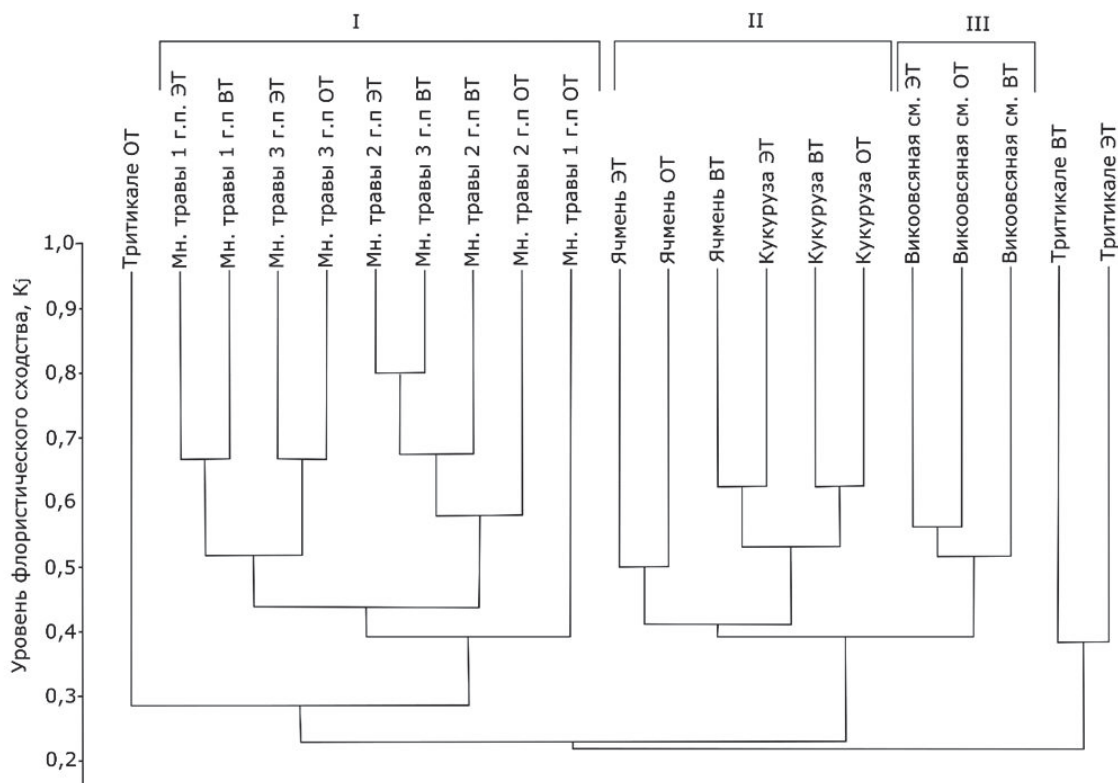 I
II
III
Тритикале ОТ
Мн. травы 1 г.п. ЭТ
Мн. травы 1 г.п ВТ
Мн. травы 3 г.п ЭТ
Мн. травы 3 г.п ОТ
Мн. травы 2 г.п ЭТ
Мн. травы 3 г.п ВТ
Мн. травы 2 г.п ВТ
Мн. травы 2 г.п ОТ
Мн. травы 1 г.п ОТ
Ячмень ЭТ
Ячмень ОТ
Ячмень ВТ
Кукуруза ЭТ
Кукуруза ВТ
Кукуруза ОТ
Викоовсяная см. ЭТ
Викоовсяная см. ОТ
Викоовсяная см. ВТ
Тритикале ВТ
Тритикале ЭТ
Уровень флористического сходства, Kj
1,0
0,9
0,8
0,7
0,6
0,5
0,4
0,3
0,2